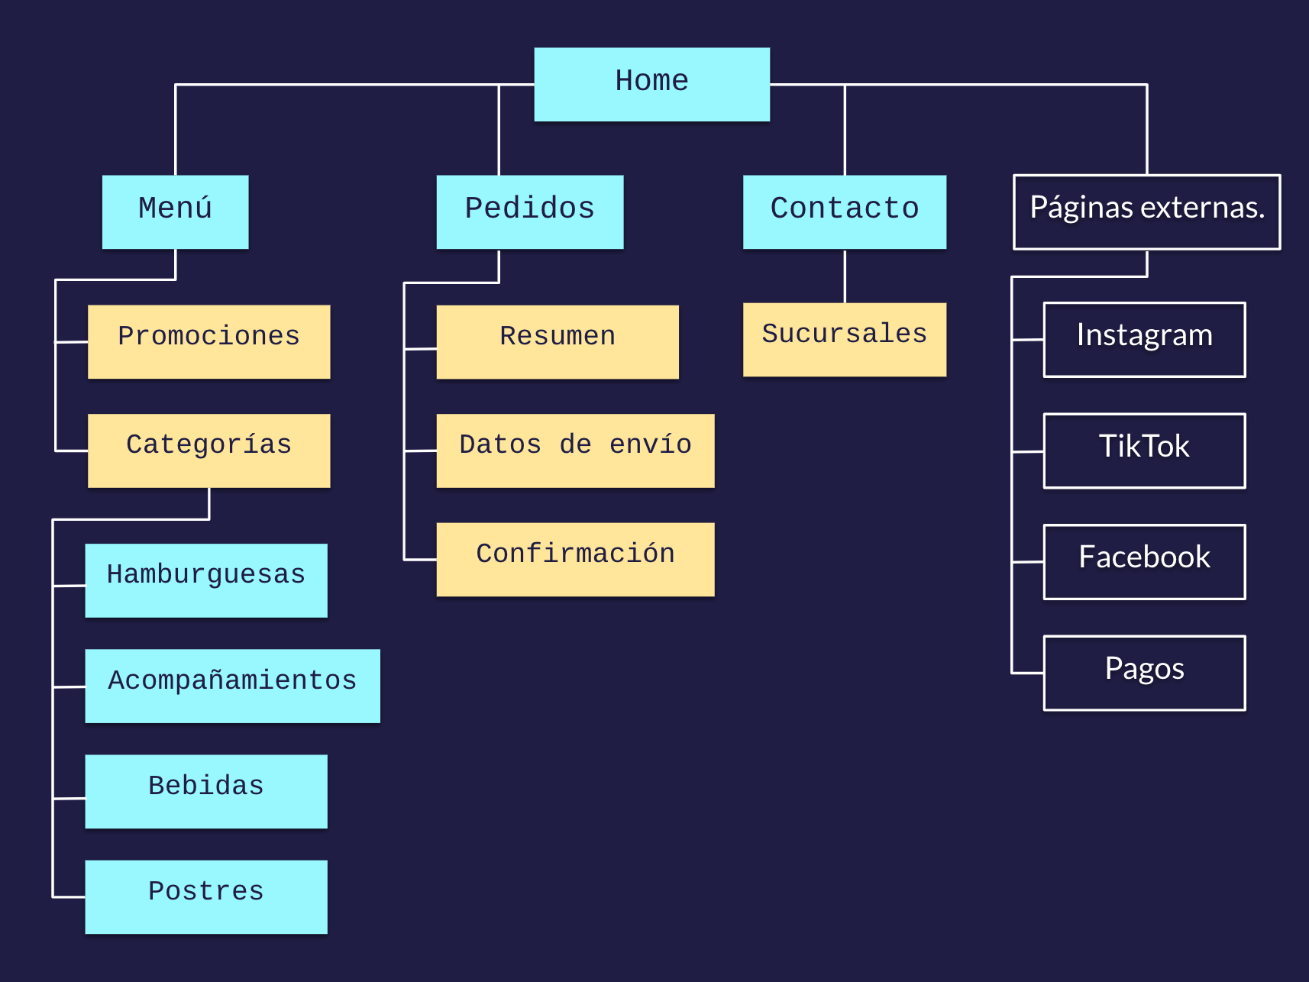 Home
Menú
Pedidos
Contacto
Páginas externas.
Promociones
Categorías
Hamburguesas
Acompañamientos
Bebidas
Postres
Resumen
Datos de envío
Confirmación
Sucursales
Instagram
TikTok
Facebook
Pagos